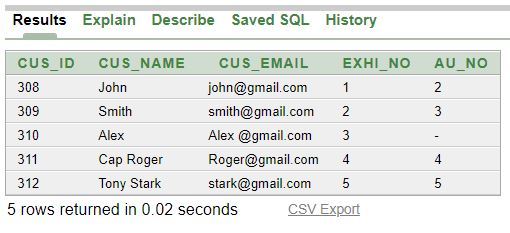 Results Explain Describe Saved SQL History
CUS_ID CUS_NAME CUS_EMAIL EXHI_NO AU_NO
308 John john@gmail.com 1 2
309 Smith smith@gmail.com 2 3
310 Alex Alex @gmail.com 3 -
311 Cap Roger Roger@gmail.com 4 4
312 Tony Stark stark@gmail.com 5 5
5 rows returned in 0.02 seconds CSV Export